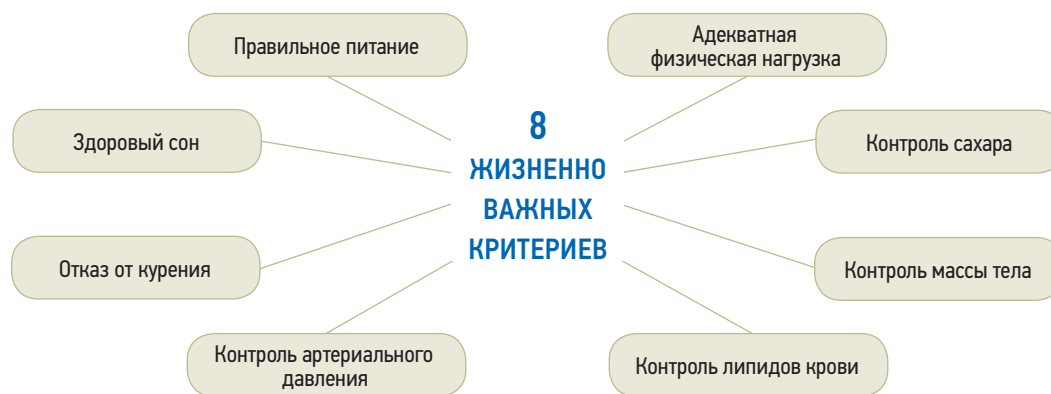 Правильное питание
Адекватная
физическая нагрузка
8
ЖИЗНЕННО
ВАЖНЫХ
КРИТЕРИЕВ
Здоровый сон
Контроль сахара
Отказ от курения
Контроль массы тела
Контроль артериального
давления
Контроль липидов крови